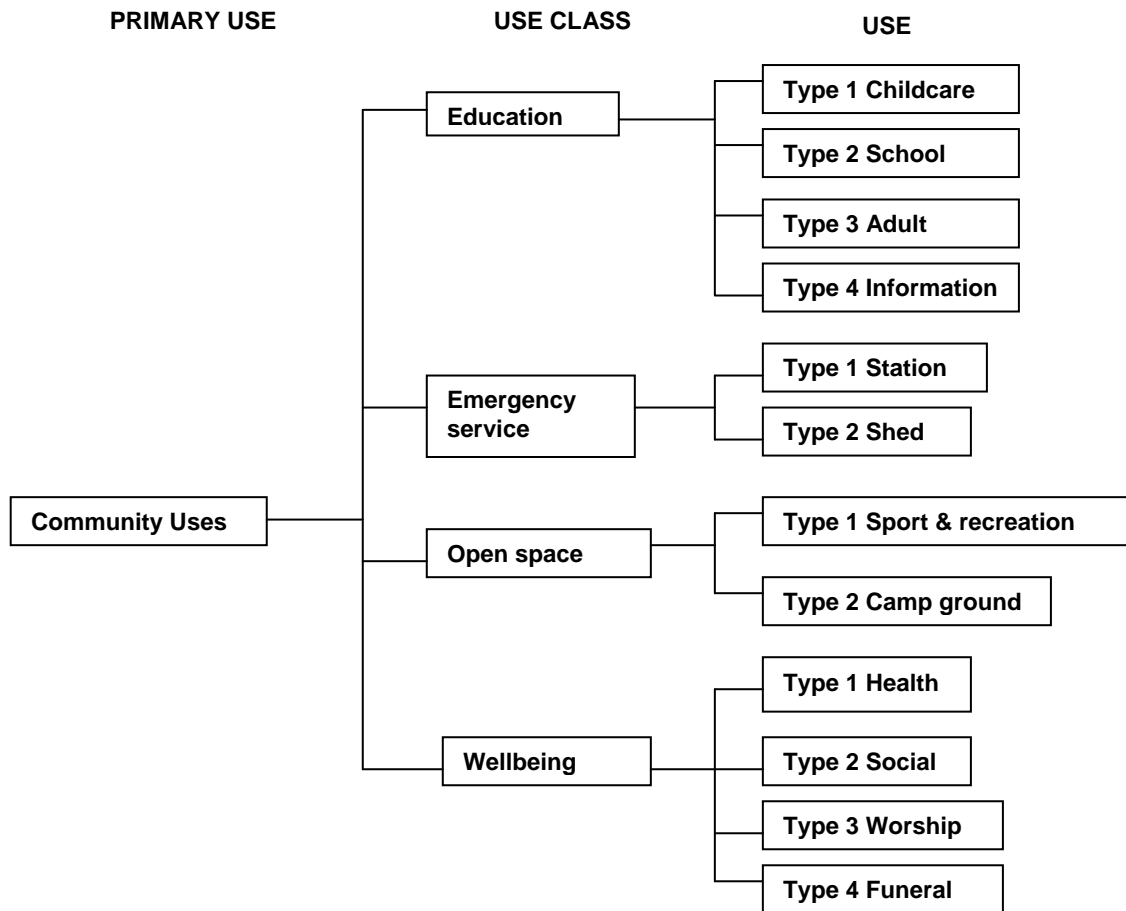 PRIMARY USE
USE CLASS
USE
Type 1 Childcare
Education
Type 2 School
Type 3 Adult
Type 4 Information
Type 1 Station
Emergency
service
Type 2 Shed
Community Uses
Type 1 Sport & recreation
Open space
Type 2 Camp ground
Type 1 Health
Wellbeing
Type 2 Social
Type 3 Worship
Type 4 Funeral